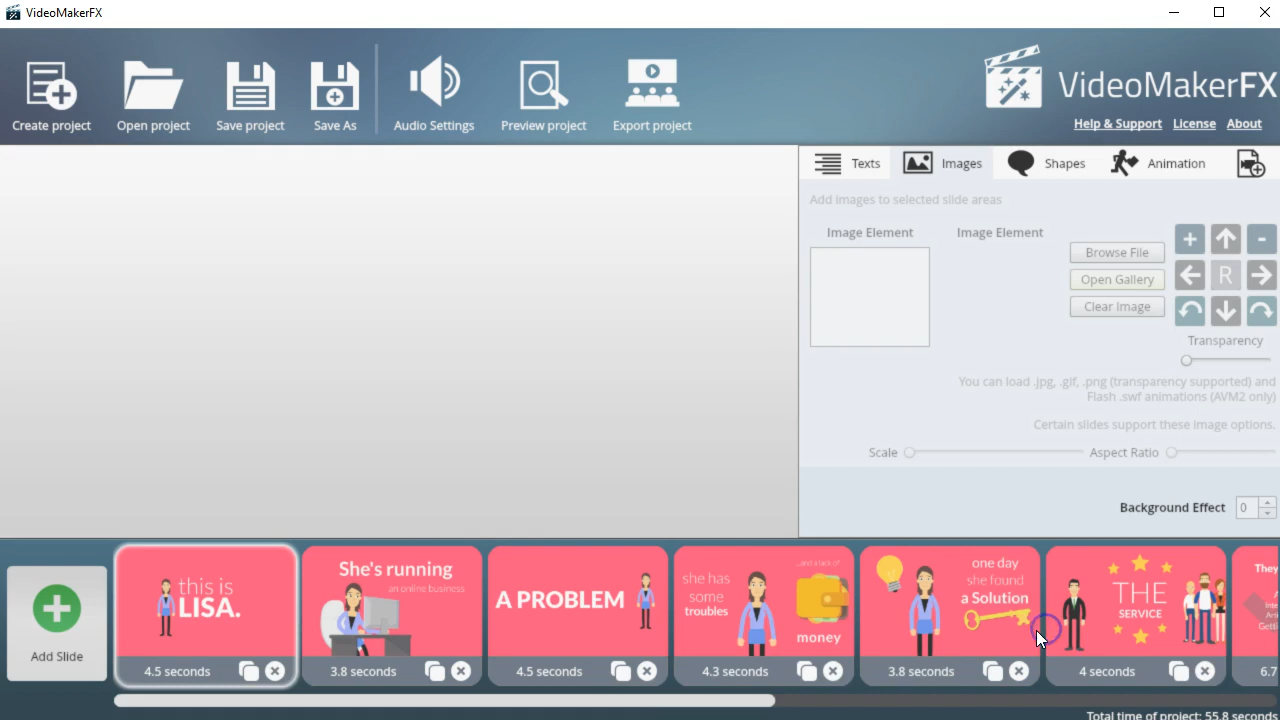 VideoMakerFX
Create project
Open project
Save project
Save As
Audio Settings
Preview project
Export project
VideoMakerFX
Help & Support License About
Texts
Images
Shapes
Animation
Add images to selected slide areas
Image Element
Image Element
+
-
Browse File
R
Open Gallery
Clear Image
Transparency
You can load .jpg, .gif, .png (transparency supported) and
Flash .swf animations (AVM2 only)
Certain slides support these image options.
Scale
Aspect Ratio
Background Effect
0
Add Slide
this is
LISA.
4.5 seconds
She's running
an online business
3.8 seconds
A PROBLEM
4.5 seconds
she has
some
troubles
...and a lack of
money
4.3 seconds
one day
she found
a Solution
3.8 seconds
THE
SERVICE
4 seconds
They
6.7
Total time of project: 55.8 seconds